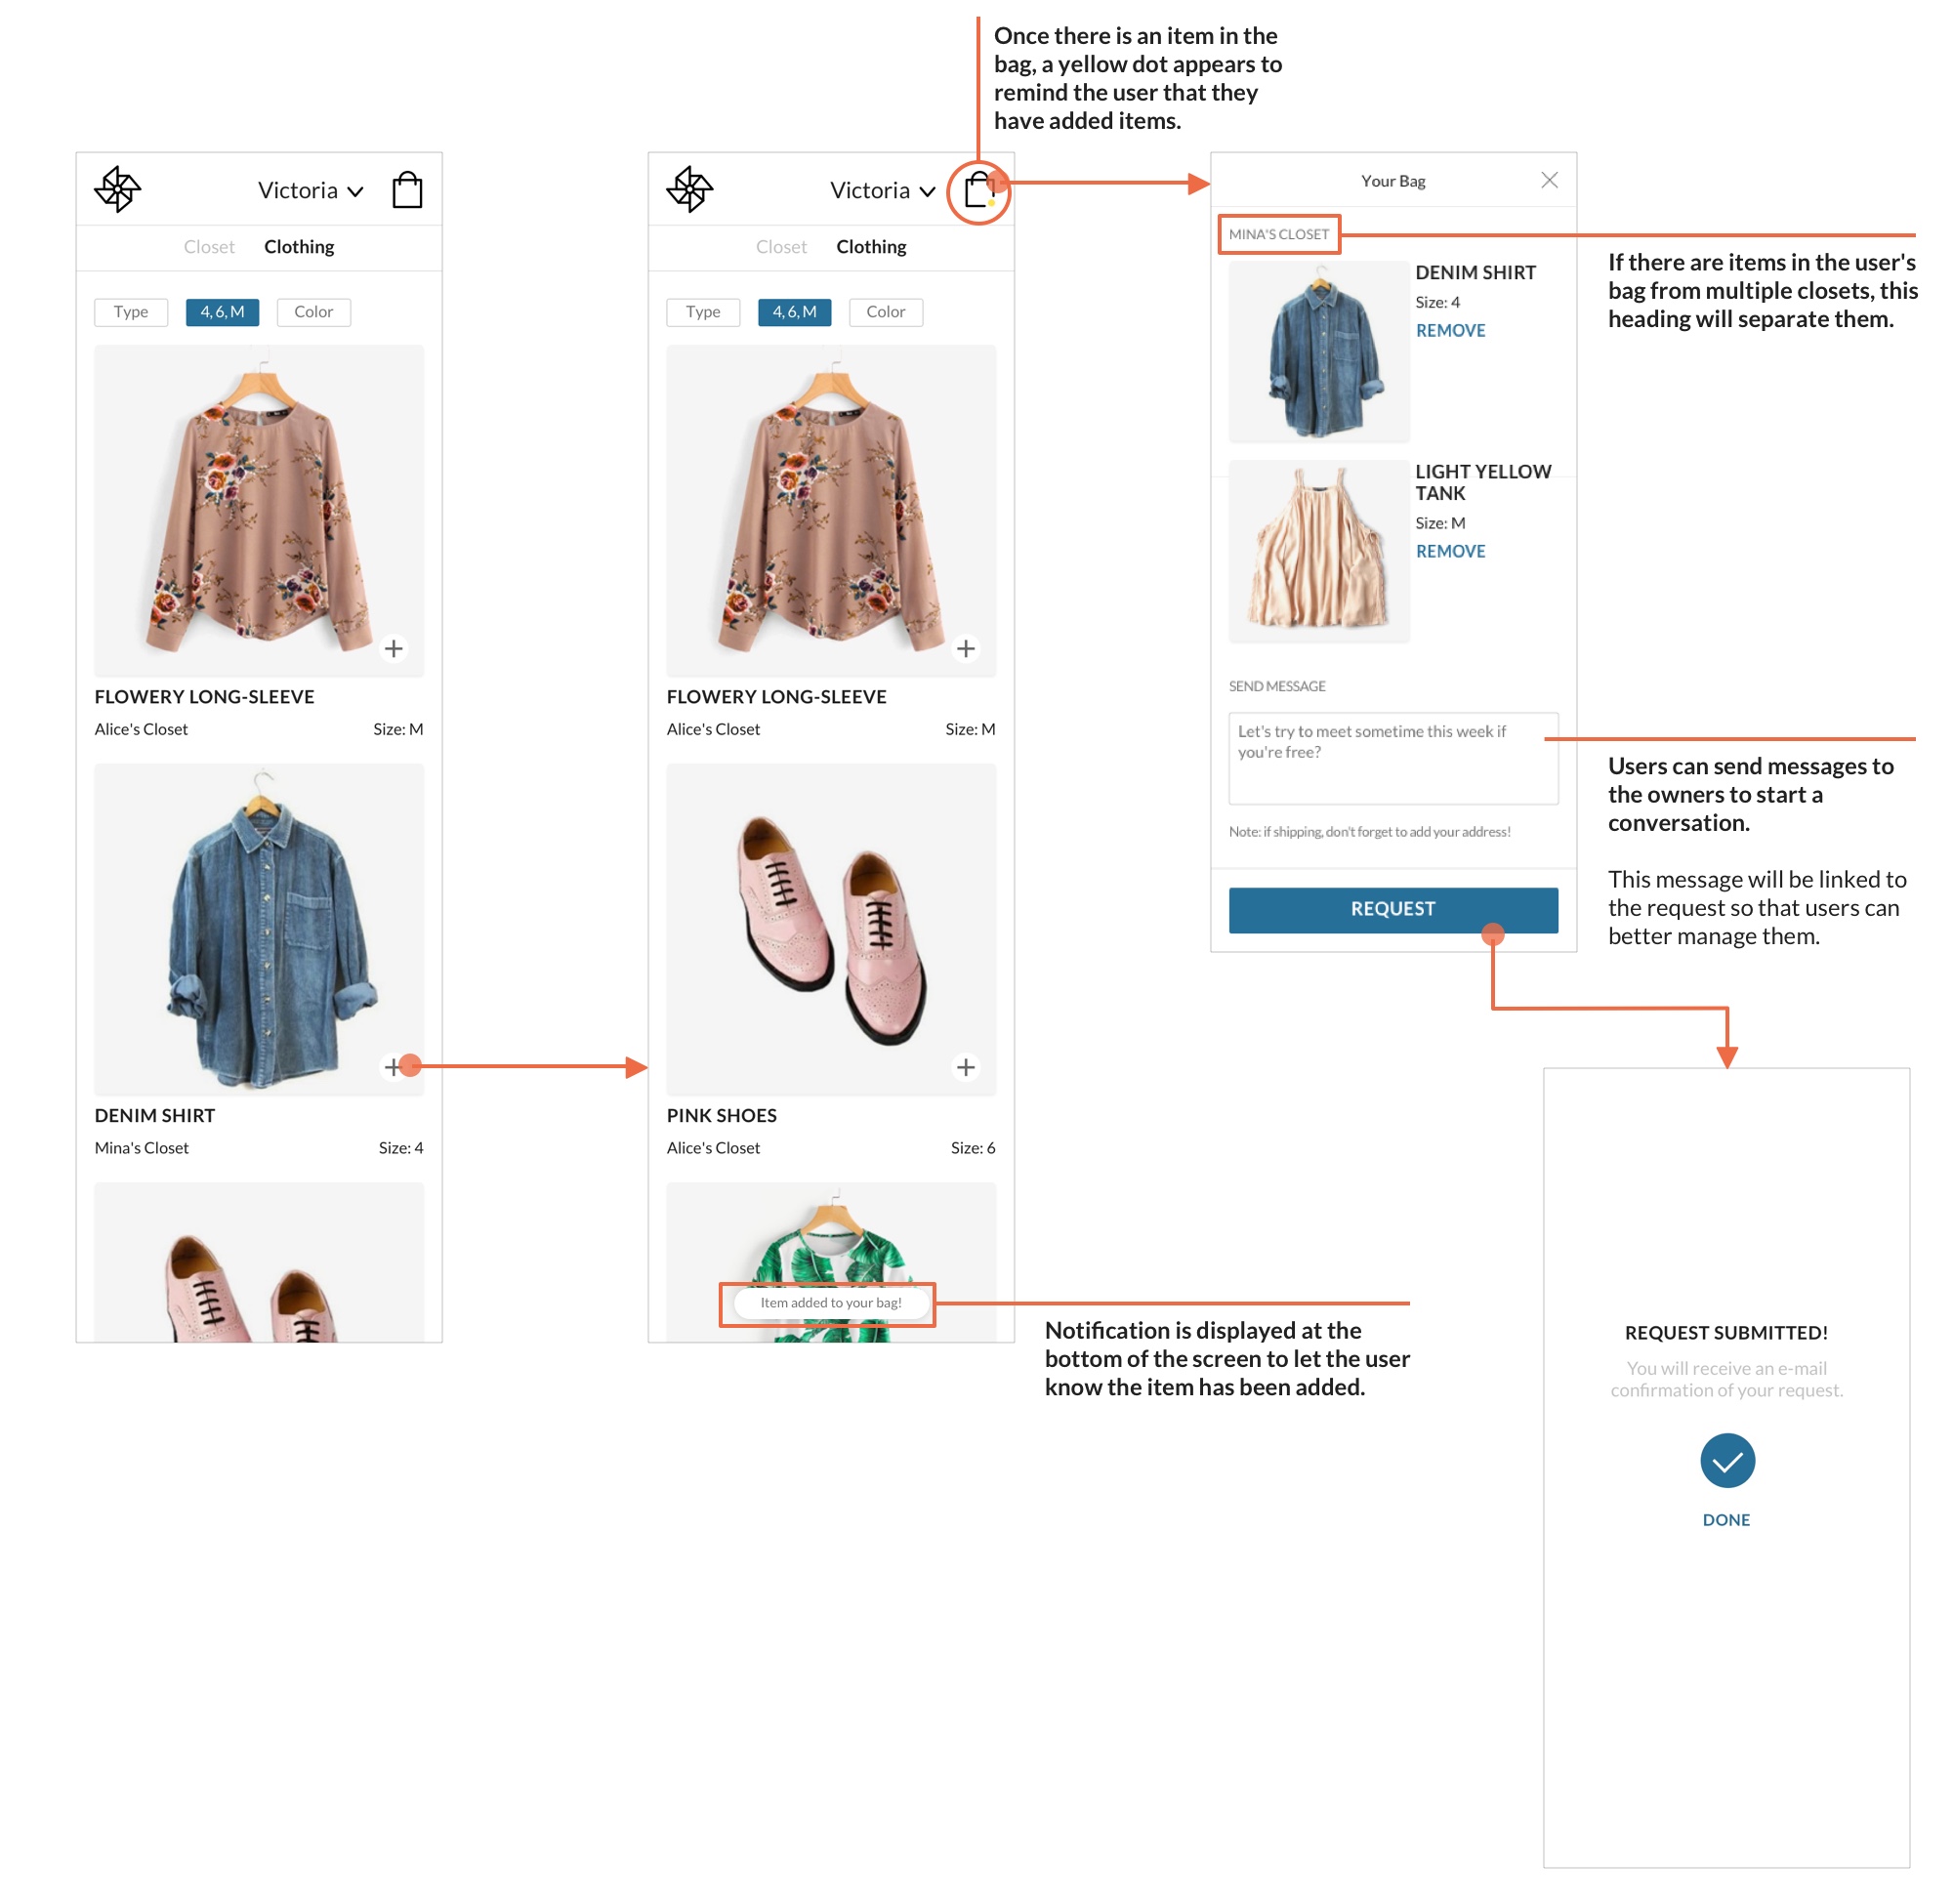 Once there is an item in the
bag, a yellow dot appears to
remind the user that they
have added items.
Victoria
Closet Clothing
Type 4, 6, M Color
FLOWERY LONG-SLEEVE
Alice's Closet Size: M
DENIM SHIRT
Mina's Closet Size: 4
Victoria
Closet Clothing
Type 4, 6, M Color
FLOWERY LONG-SLEEVE
Alice's Closet Size: M
PINK SHOES
Alice's Closet Size: 6
Item added to your bag!
Notification is displayed at the
bottom of the screen to let the user
know the item has been added.
Your Bag
MINA'S CLOSET
DENIM SHIRT
Size: 4
REMOVE
LIGHT YELLOW
TANK
Size: M
REMOVE
SEND MESSAGE
Let's try to meet sometime this week if
you're free?
Note: if shipping, don't forget to add your address!
REQUEST
If there are items in the user's
bag from multiple closets, this
heading will separate them.
Users can send messages to
the owners to start a
conversation.
This message will be linked to
the request so that users can
better manage them.
REQUEST SUBMITTED!
You will receive an e-mail
confirmation of your request.
DONE